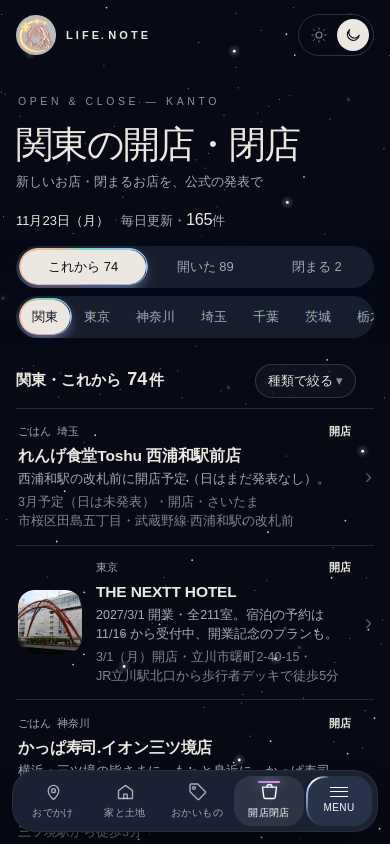 LIFE.NOTE
OPEN & CLOSE — KANTO
関東の開店・閉店
新しいお店・閉まるお店を、公式の発表で
11月23日（月） 毎日更新・165件
これから 74 開いた 89 閉まる 2
関東 東京 神奈川 埼玉 千葉 茨城 栃
関東・これから 74件 種類で絞る ▾
ごはん 埼玉 開店
れんげ食堂Toshu 西浦和駅前店
西浦和駅の改札前に開店予定（日はまだ発表なし）。
3月予定（日は未発表）・開店・さいたま
市桜区田島五丁目・武蔵野線 西浦和駅の改札前
東京 開店
THE NEXTT HOTEL
2027/3/1 開業・全211室。宿泊の予約は
11/16 から受付中、開業記念のプランも。
3/1（月）開店・立川市曙町2-40-15・
JR立川駅北口から歩行者デッキで徒歩5分
ごはん 神奈川 開店
かっぱ寿司.イオン三ツ境店
おでかけ 家と土地 おかいもの 開店閉店 MENU